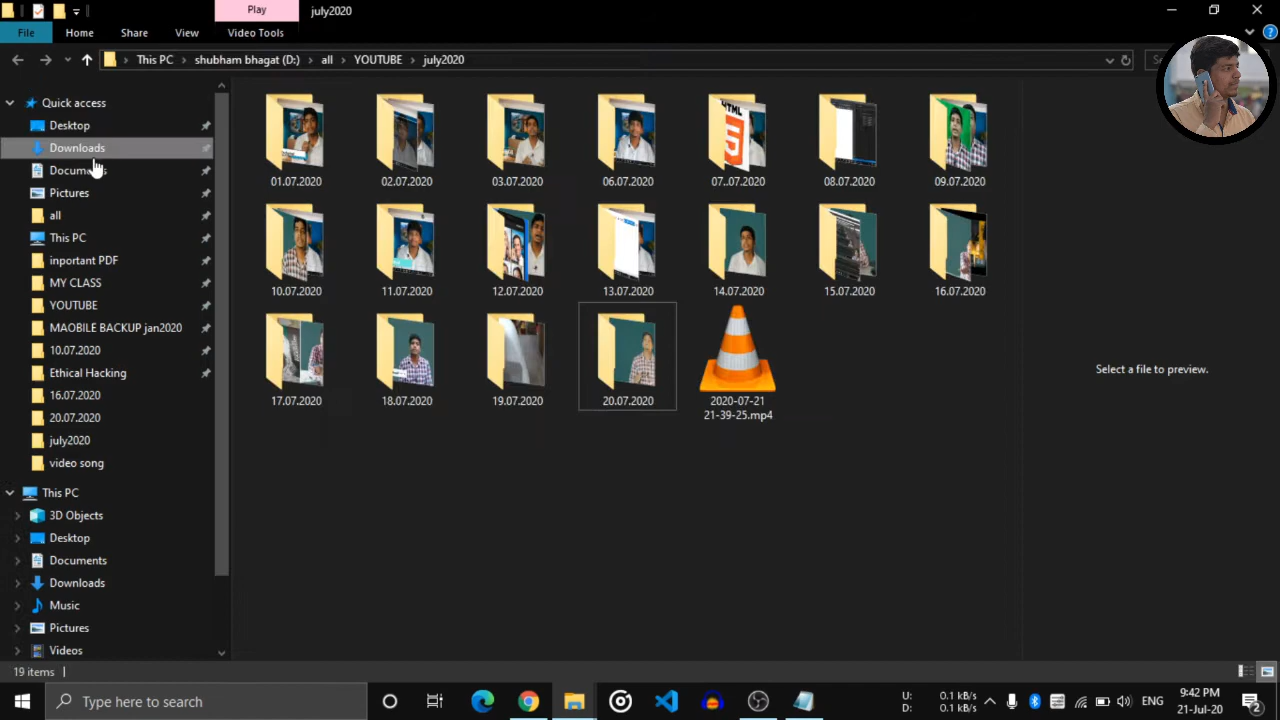 Play
july2020
File
Home
Share
View
Video Tools
This PC
shubham bhagat (D:)
all
YOUTUBE
july2020
Quick access
Desktop
Downloads
Pictures
all
This PC
inportant PDF
MY CLASS
YOUTUBE
MAOBILE BACKUP jan2020
10.07.2020
Ethical Hacking
16.07.2020
20.07.2020
july2020
video song
This PC
3D Objects
Desktop
Documents
Downloads
Music
Pictures
Videos
01.07.2020
02.07.2020
03.07.2020
06.07.2020
07..07.2020
08.07.2020
09.07.2020
10.07.2020
11.07.2020
12.07.2020
13.07.2020
14.07.2020
15.07.2020
16.07.2020
17.07.2020
18.07.2020
19.07.2020
20.07.2020
2020-07-21
21-39-25.mp4
HTML
5
Select a file to preview.
19 items
Type here to search
U: 0.1 kB/s
D: 0.1 kB/s
ENG
9:42 PM
21-Jul-20
2